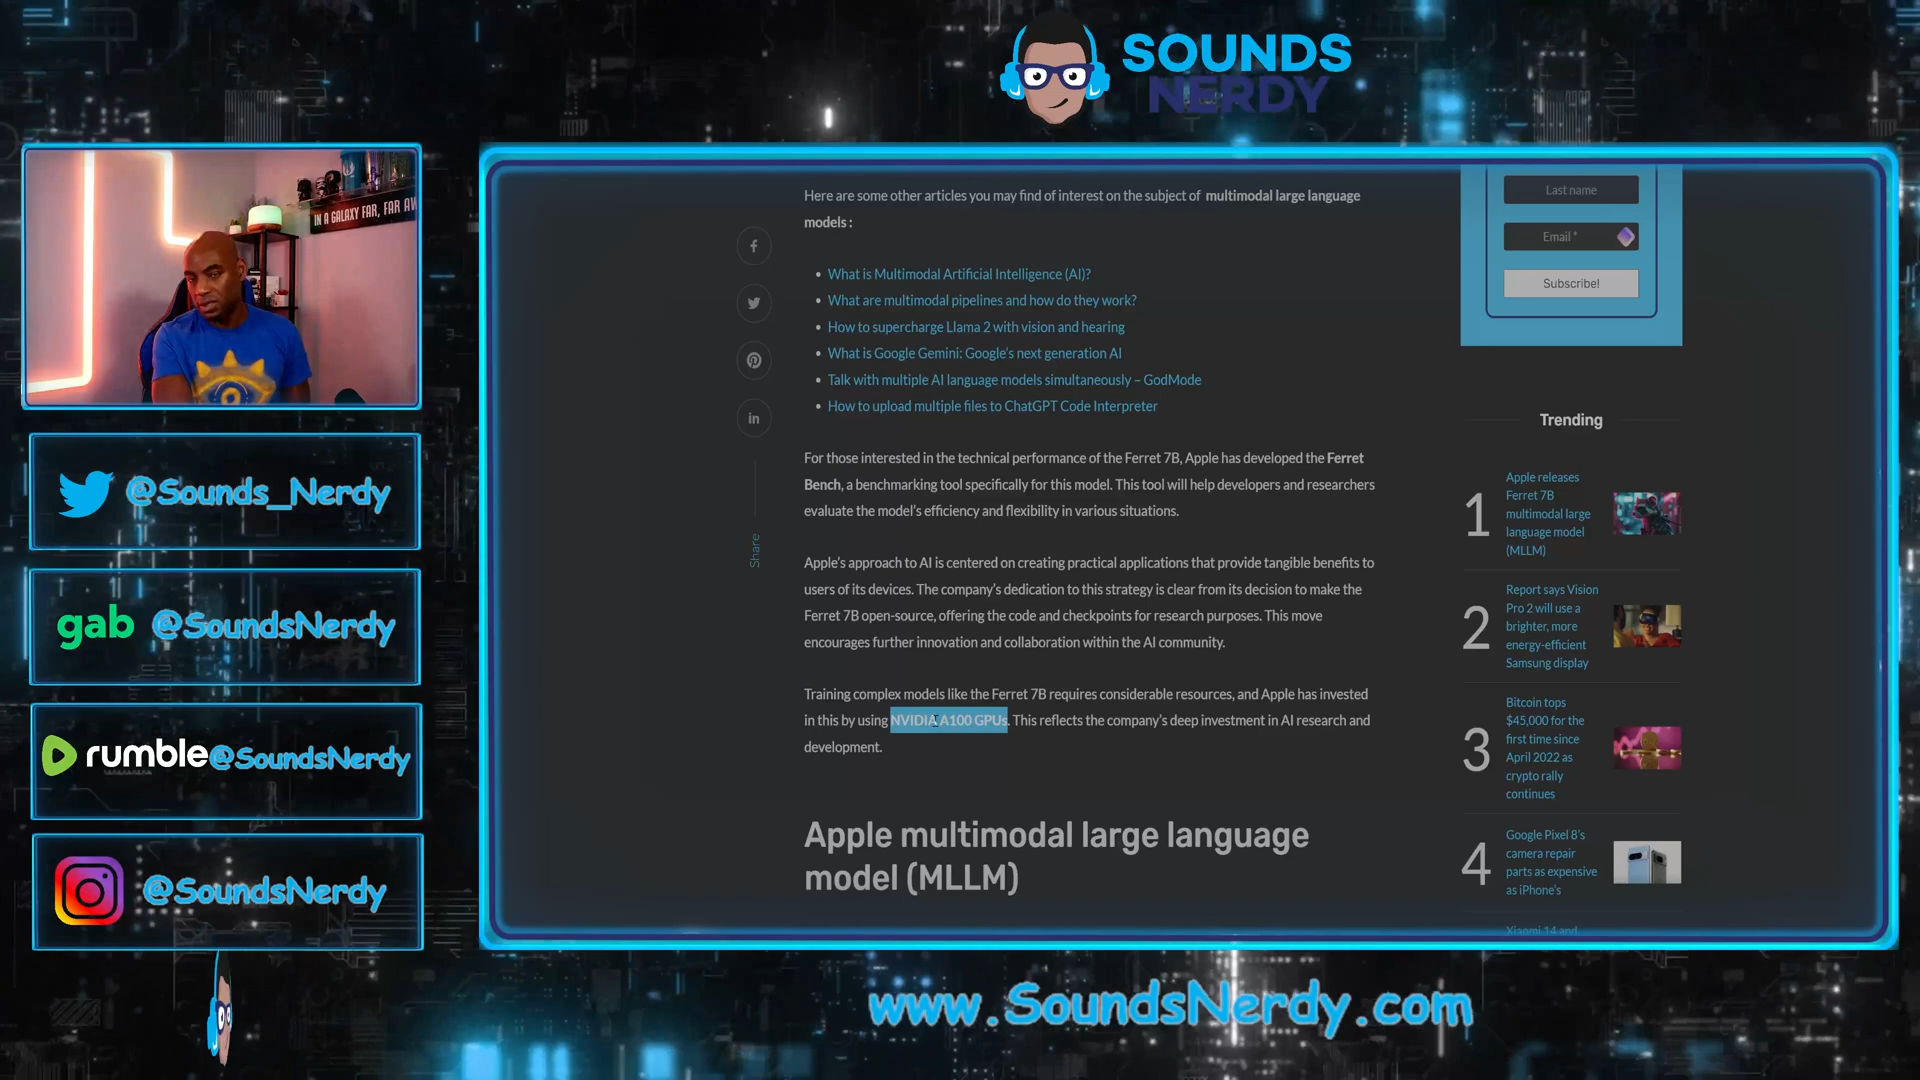 SOUNDS
NERDY
IN A GALAXY FAR, FAR AW
@Sounds_Nerdy
gab @SoundsNerdy
rumble@SoundsNerdy
@SoundsNerdy
Share
Here are some other articles you may find of interest on the subject of multimodal large language
models :
• What is Multimodal Artificial Intelligence (AI)?
• What are multimodal pipelines and how do they work?
• How to supercharge Llama 2 with vision and hearing
• What is Google Gemini: Google's next generation AI
• Talk with multiple AI language models simultaneously – GodMode
• How to upload multiple files to ChatGPT Code Interpreter
For those interested in the technical performance of the Ferret 7B, Apple has developed the Ferret
Bench, a benchmarking tool specifically for this model. This tool will help developers and researchers
evaluate the model's efficiency and flexibility in various situations.
Apple's approach to AI is centered on creating practical applications that provide tangible benefits to
users of its devices. The company's dedication to this strategy is clear from its decision to make the
Ferret 7B open-source, offering the code and checkpoints for research purposes. This move
encourages further innovation and collaboration within the AI community.
Training complex models like the Ferret 7B requires considerable resources, and Apple has invested
in this by using NVIDIA A100 GPUs. This reflects the company's deep investment in AI research and
development.
Apple multimodal large language
model (MLLM)
Last name
Email *
Subscribe!
Trending
1
Apple releases
Ferret 7B
multimodal large
language model
(MLLM)
2
Report says Vision
Pro 2 will use a
brighter, more
energy-efficient
Samsung display
3
Bitcoin tops
$45,000 for the
first time since
April 2022 as
crypto rally
continues
4
Google Pixel 8's
camera repair
parts as expensive
as iPhone's
Xiaomi 14 and
www.SoundsNerdy.com